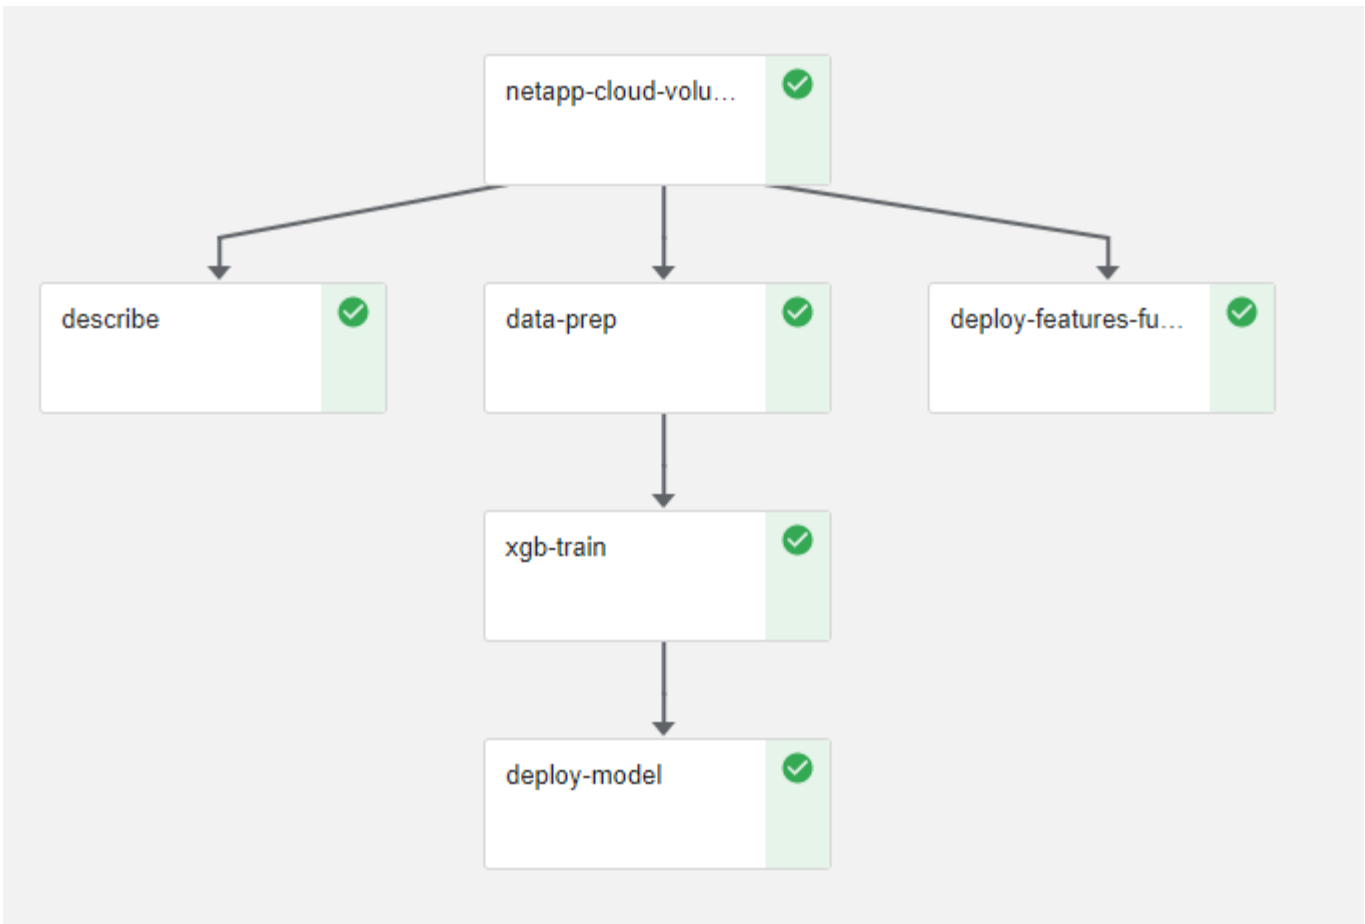 netapp-cloud-volu...
describe
data-prep
deploy-features-fu...
xgb-train
deploy-model